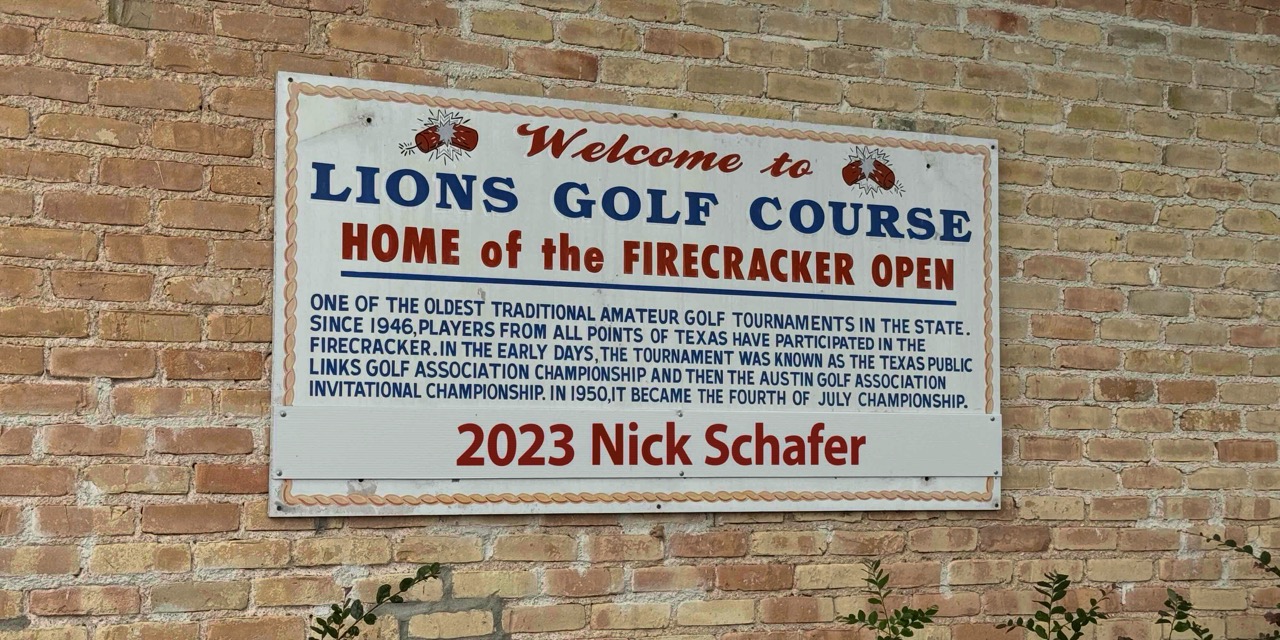 Welcome to
LIONS GOLF COURSE
HOME of the FIRECRACKER OPEN
ONE OF THE OLDEST TRADITIONAL AMATEUR GOLF TOURNAMENTS IN THE STATE.
SINCE 1946, PLAYERS FROM ALL POINTS OF TEXAS HAVE PARTICIPATED IN THE
FIRECRACKER. IN THE EARLY DAYS, THE TOURNAMENT WAS KNOWN AS THE TEXAS PUBLIC
LINKS GOLF ASSOCIATION CHAMPIONSHIP AND THEN THE AUSTIN GOLF ASSOCIATION
INVITATIONAL CHAMPIONSHIP. IN 1950, IT BECAME THE FOURTH OF JULY CHAMPIONSHIP.
2023 Nick Schafer